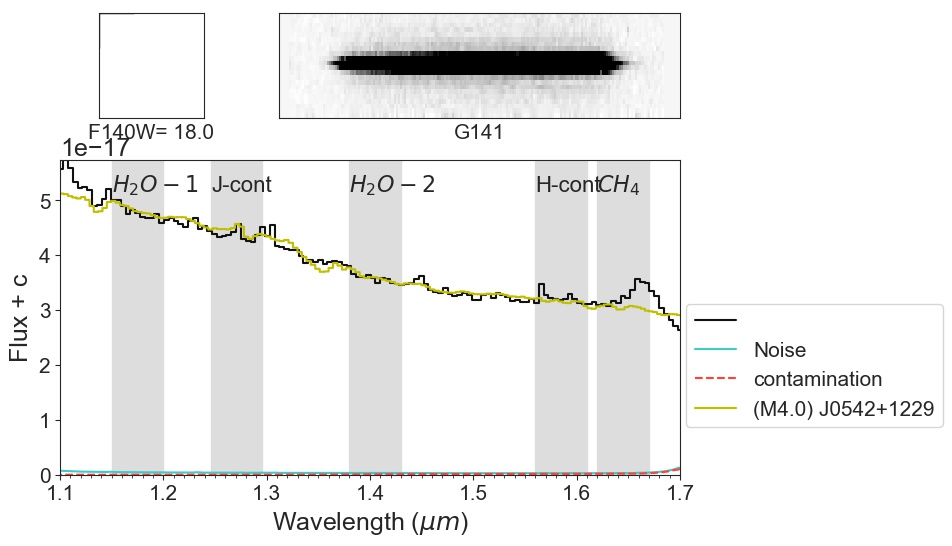 F140W= 18.0
G141
1e−17
H₂O − 1
J-cont
H₂O − 2
H-cont
CH₄
5
4
3
2
1
0
Flux + c
1.1
1.2
1.3
1.4
1.5
1.6
1.7
Wavelength (μm)
Noise
contamination
(M4.0) J0542+1229